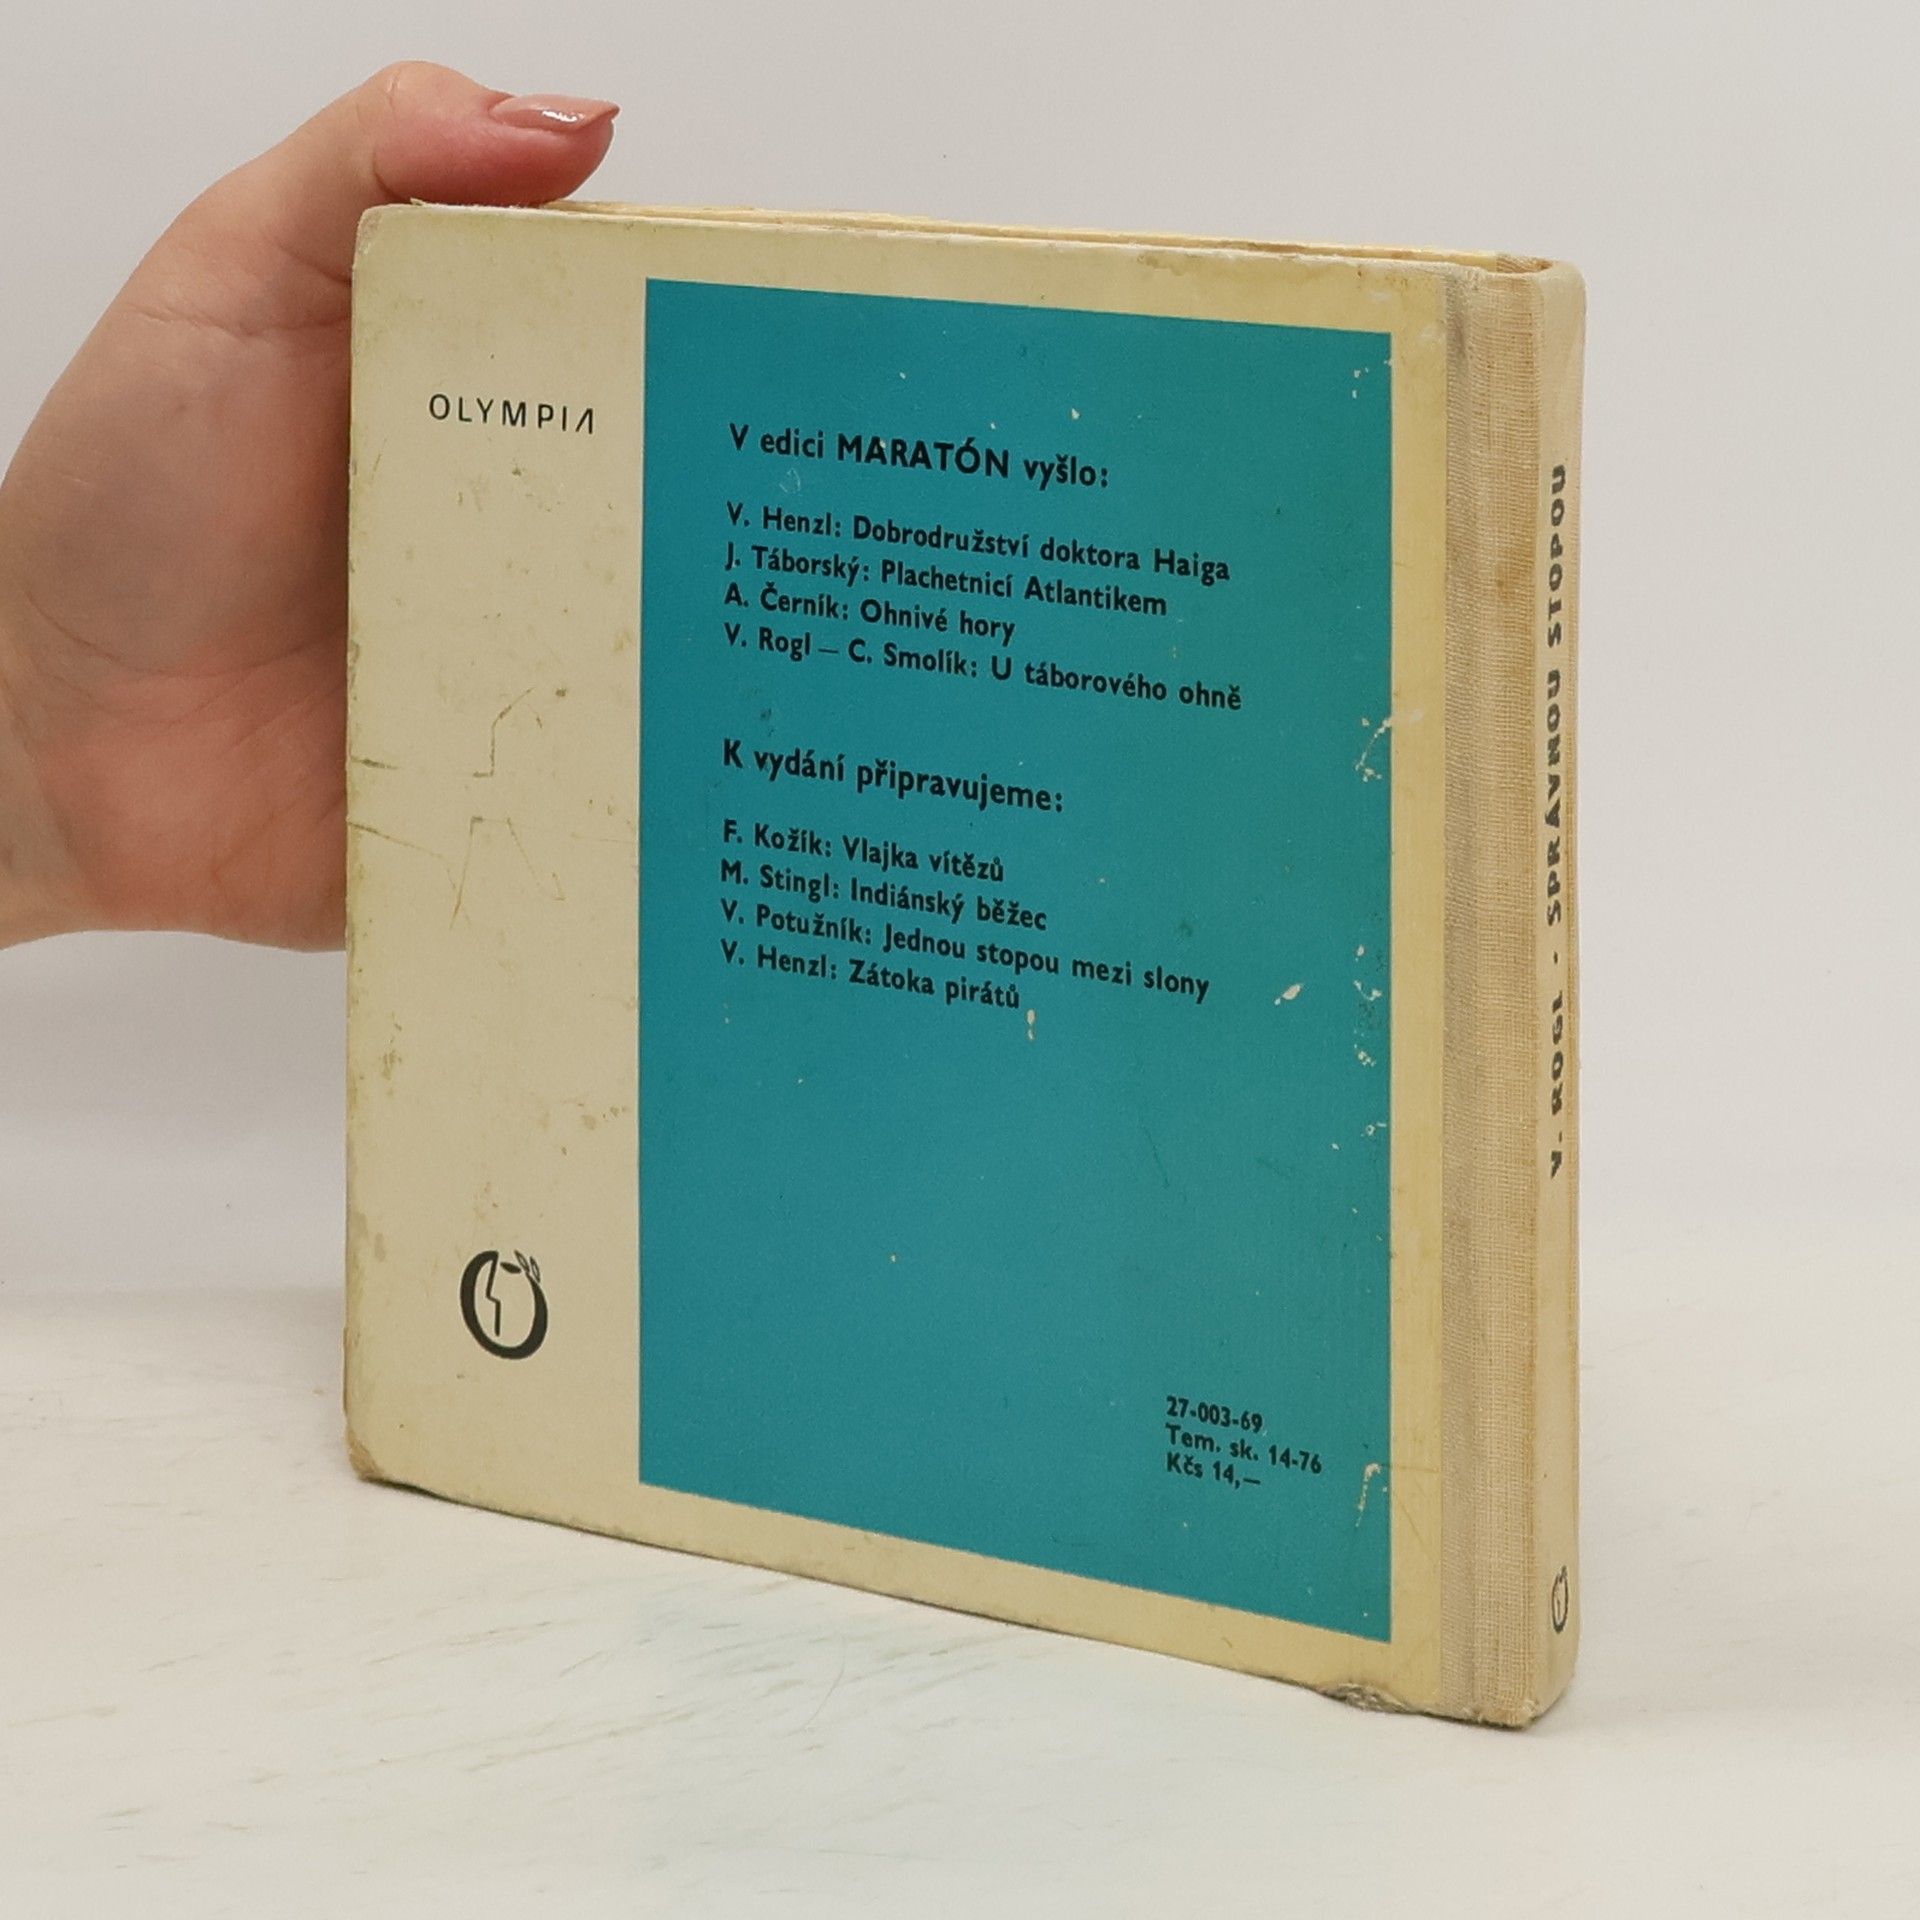 OLYMPIA
V edici MARATÓN vyšlo:
V. Henzl: Dobrodružství doktora Haiga
J. Táborský: Plachetnicí Atlantikem
A. Černík: Ohnivé hory
V. Rogl — C. Smolík: U táborového ohně
K vydání připravujeme:
F. Kožík: Vlajka vítězů
M. Stingl: Indiánský běžec
V. Potužník: Jednou stopou mezi slony
V. Henzl: Zátoka pirátů
27-003-69
Tem. sk. 14-76
Kčs 14,—
V. ROGL · SPRÁVNOU STOPOU